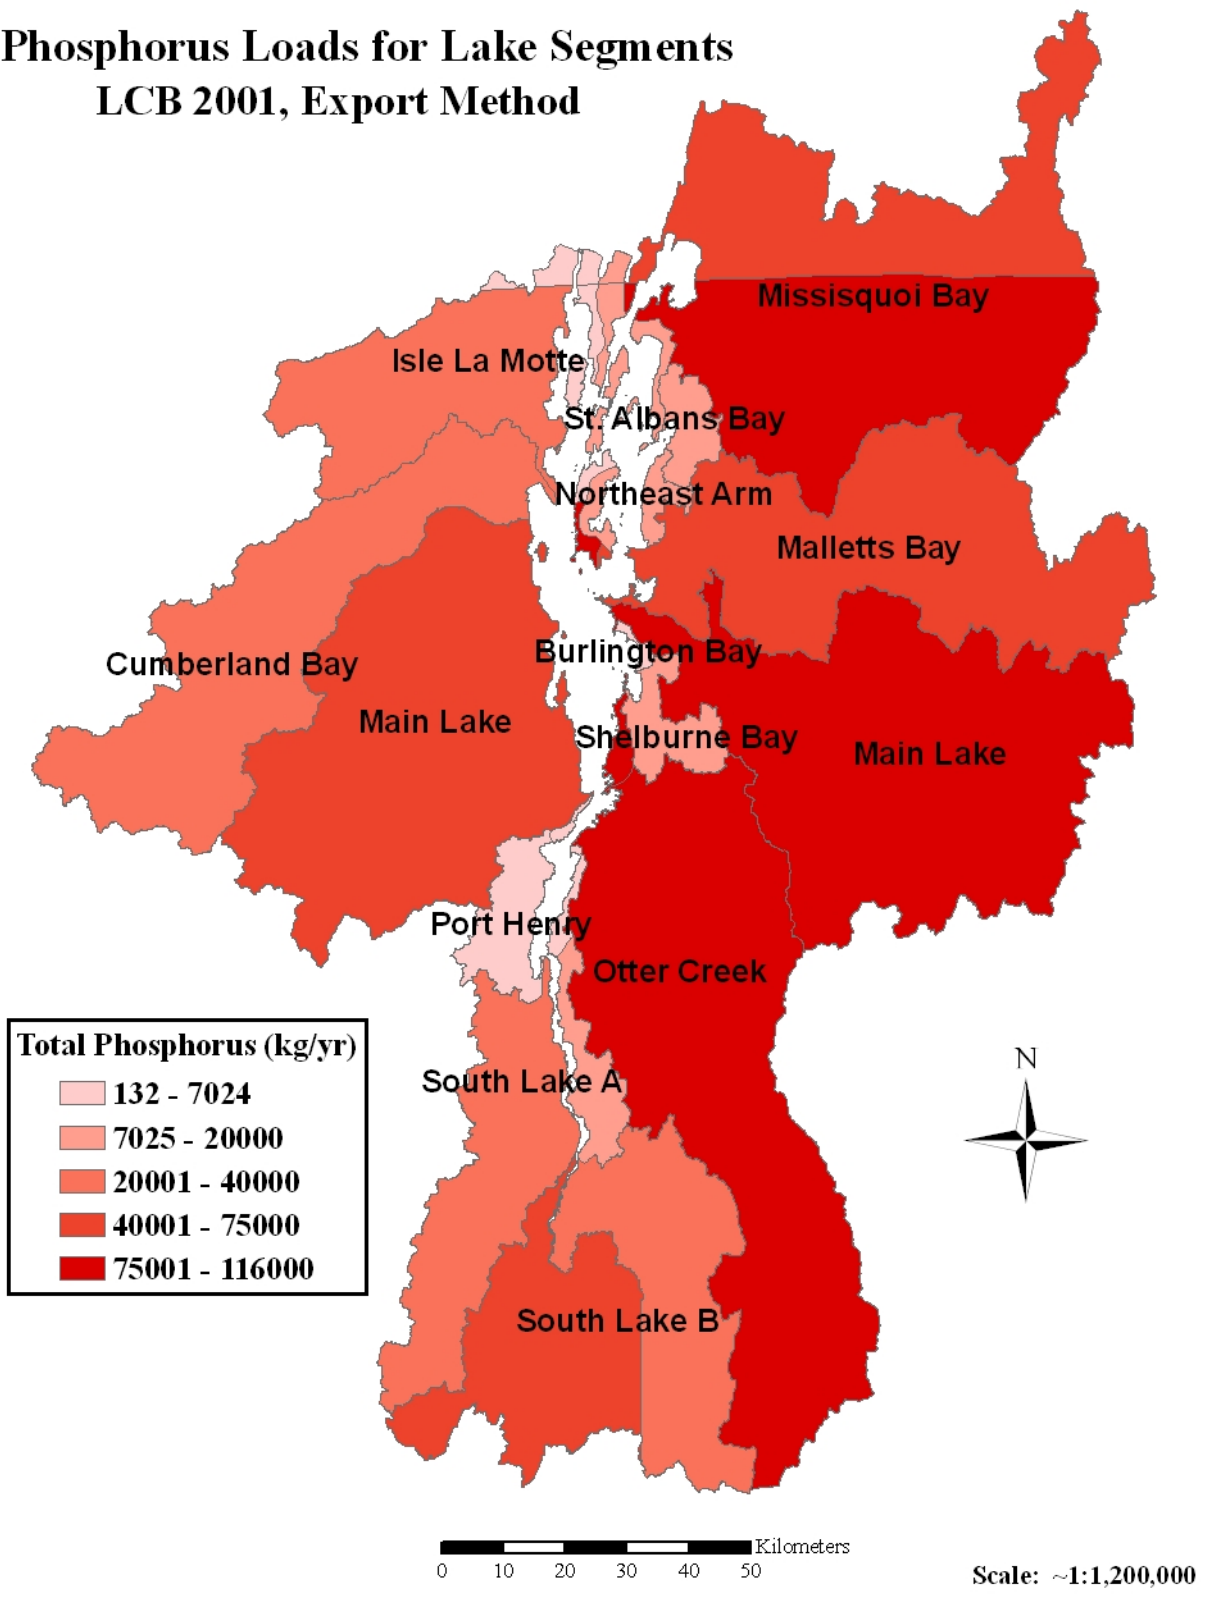 Phosphorus Loads for Lake Segments
LCB 2001, Export Method
Missisquoi Bay
Isle La Motte
St. Albans Bay
Northeast Arm
Malletts Bay
Burlington Bay
Cumberland Bay
Main Lake
Shelburne Bay
Main Lake
Port Henry
Otter Creek
South Lake A
South Lake B
Total Phosphorus (kg/yr)
132 - 7024
7025 - 20000
20001 - 40000
40001 - 75000
75001 - 116000
N
Kilometers
0 10 20 30 40 50
Scale: ~1:1,200,000